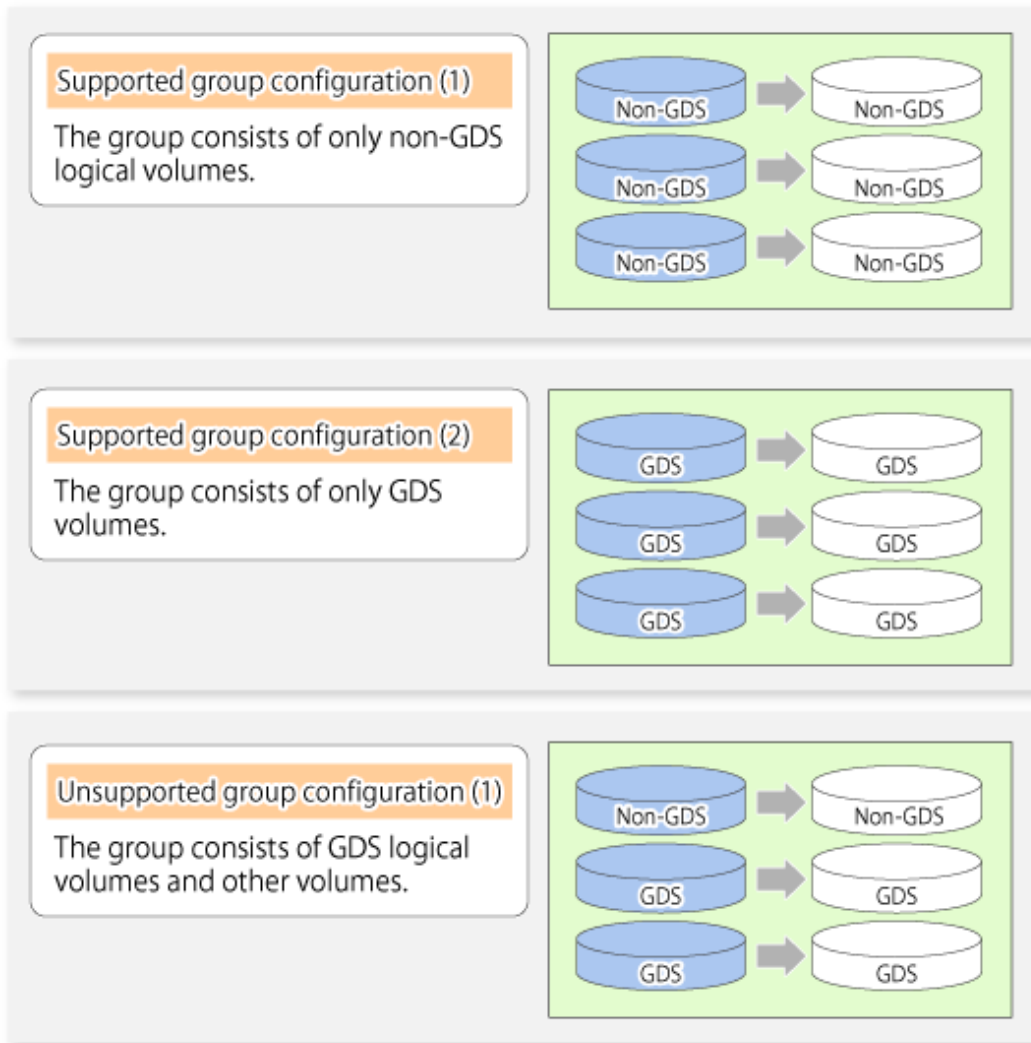 Supported group configuration (1)
The group consists of only non-GDS
logical volumes.
Non-GDS Non-GDS
Non-GDS Non-GDS
Non-GDS Non-GDS
Supported group configuration (2)
The group consists of only GDS
volumes.
GDS GDS
GDS GDS
GDS GDS
Unsupported group configuration (1)
The group consists of GDS logical
volumes and other volumes.
Non-GDS Non-GDS
GDS GDS
GDS GDS